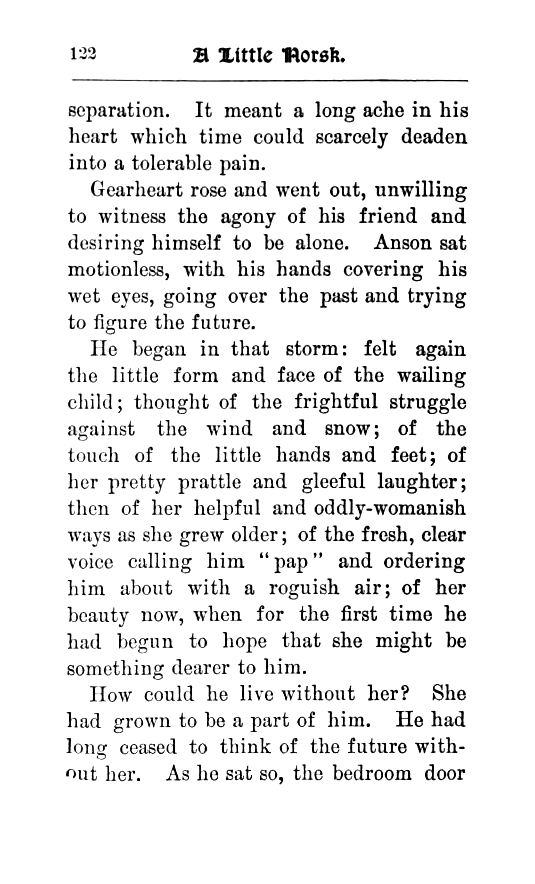 122 A Little Norsk.
separation. It meant a long ache in his
heart which time could scarcely deaden
into a tolerable pain.
Gearheart rose and went out, unwilling
to witness the agony of his friend and
desiring himself to be alone. Anson sat
motionless, with his hands covering his
wet eyes, going over the past and trying
to figure the future.
He began in that storm: felt again
the little form and face of the wailing
child; thought of the frightful struggle
against the wind and snow; of the
touch of the little hands and feet; of
her pretty prattle and gleeful laughter;
then of her helpful and oddly-womanish
ways as she grew older; of the fresh, clear
voice calling him "pap" and ordering
him about with a roguish air; of her
beauty now, when for the first time he
had begun to hope that she might be
something dearer to him.
How could he live without her? She
had grown to be a part of him. He had
long ceased to think of the future with-
out her. As he sat so, the bedroom door